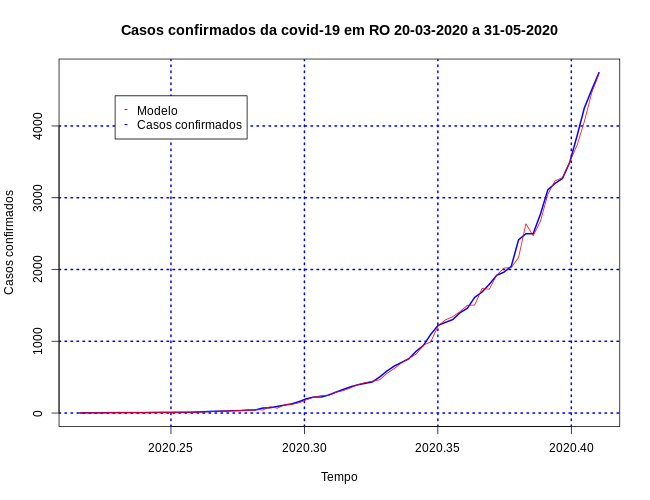 Casos confirmados da covid-19 em RO 20-03-2020 a 31-05-2020
Casos confirmados
4000
3000
2000
1000
0
- Modelo
- Casos confirmados
2020.25 2020.30 2020.35 2020.40
Tempo